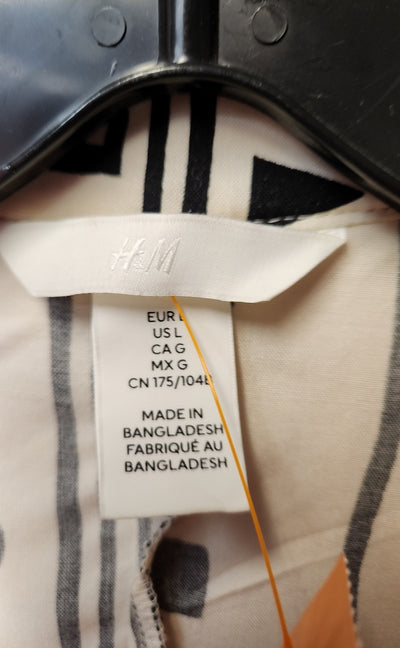 H&M
EUR L
US L
CA G
MX G
CN 175/104B
MADE IN
BANGLADESH
FABRIQUÉ AU
BANGLADESH